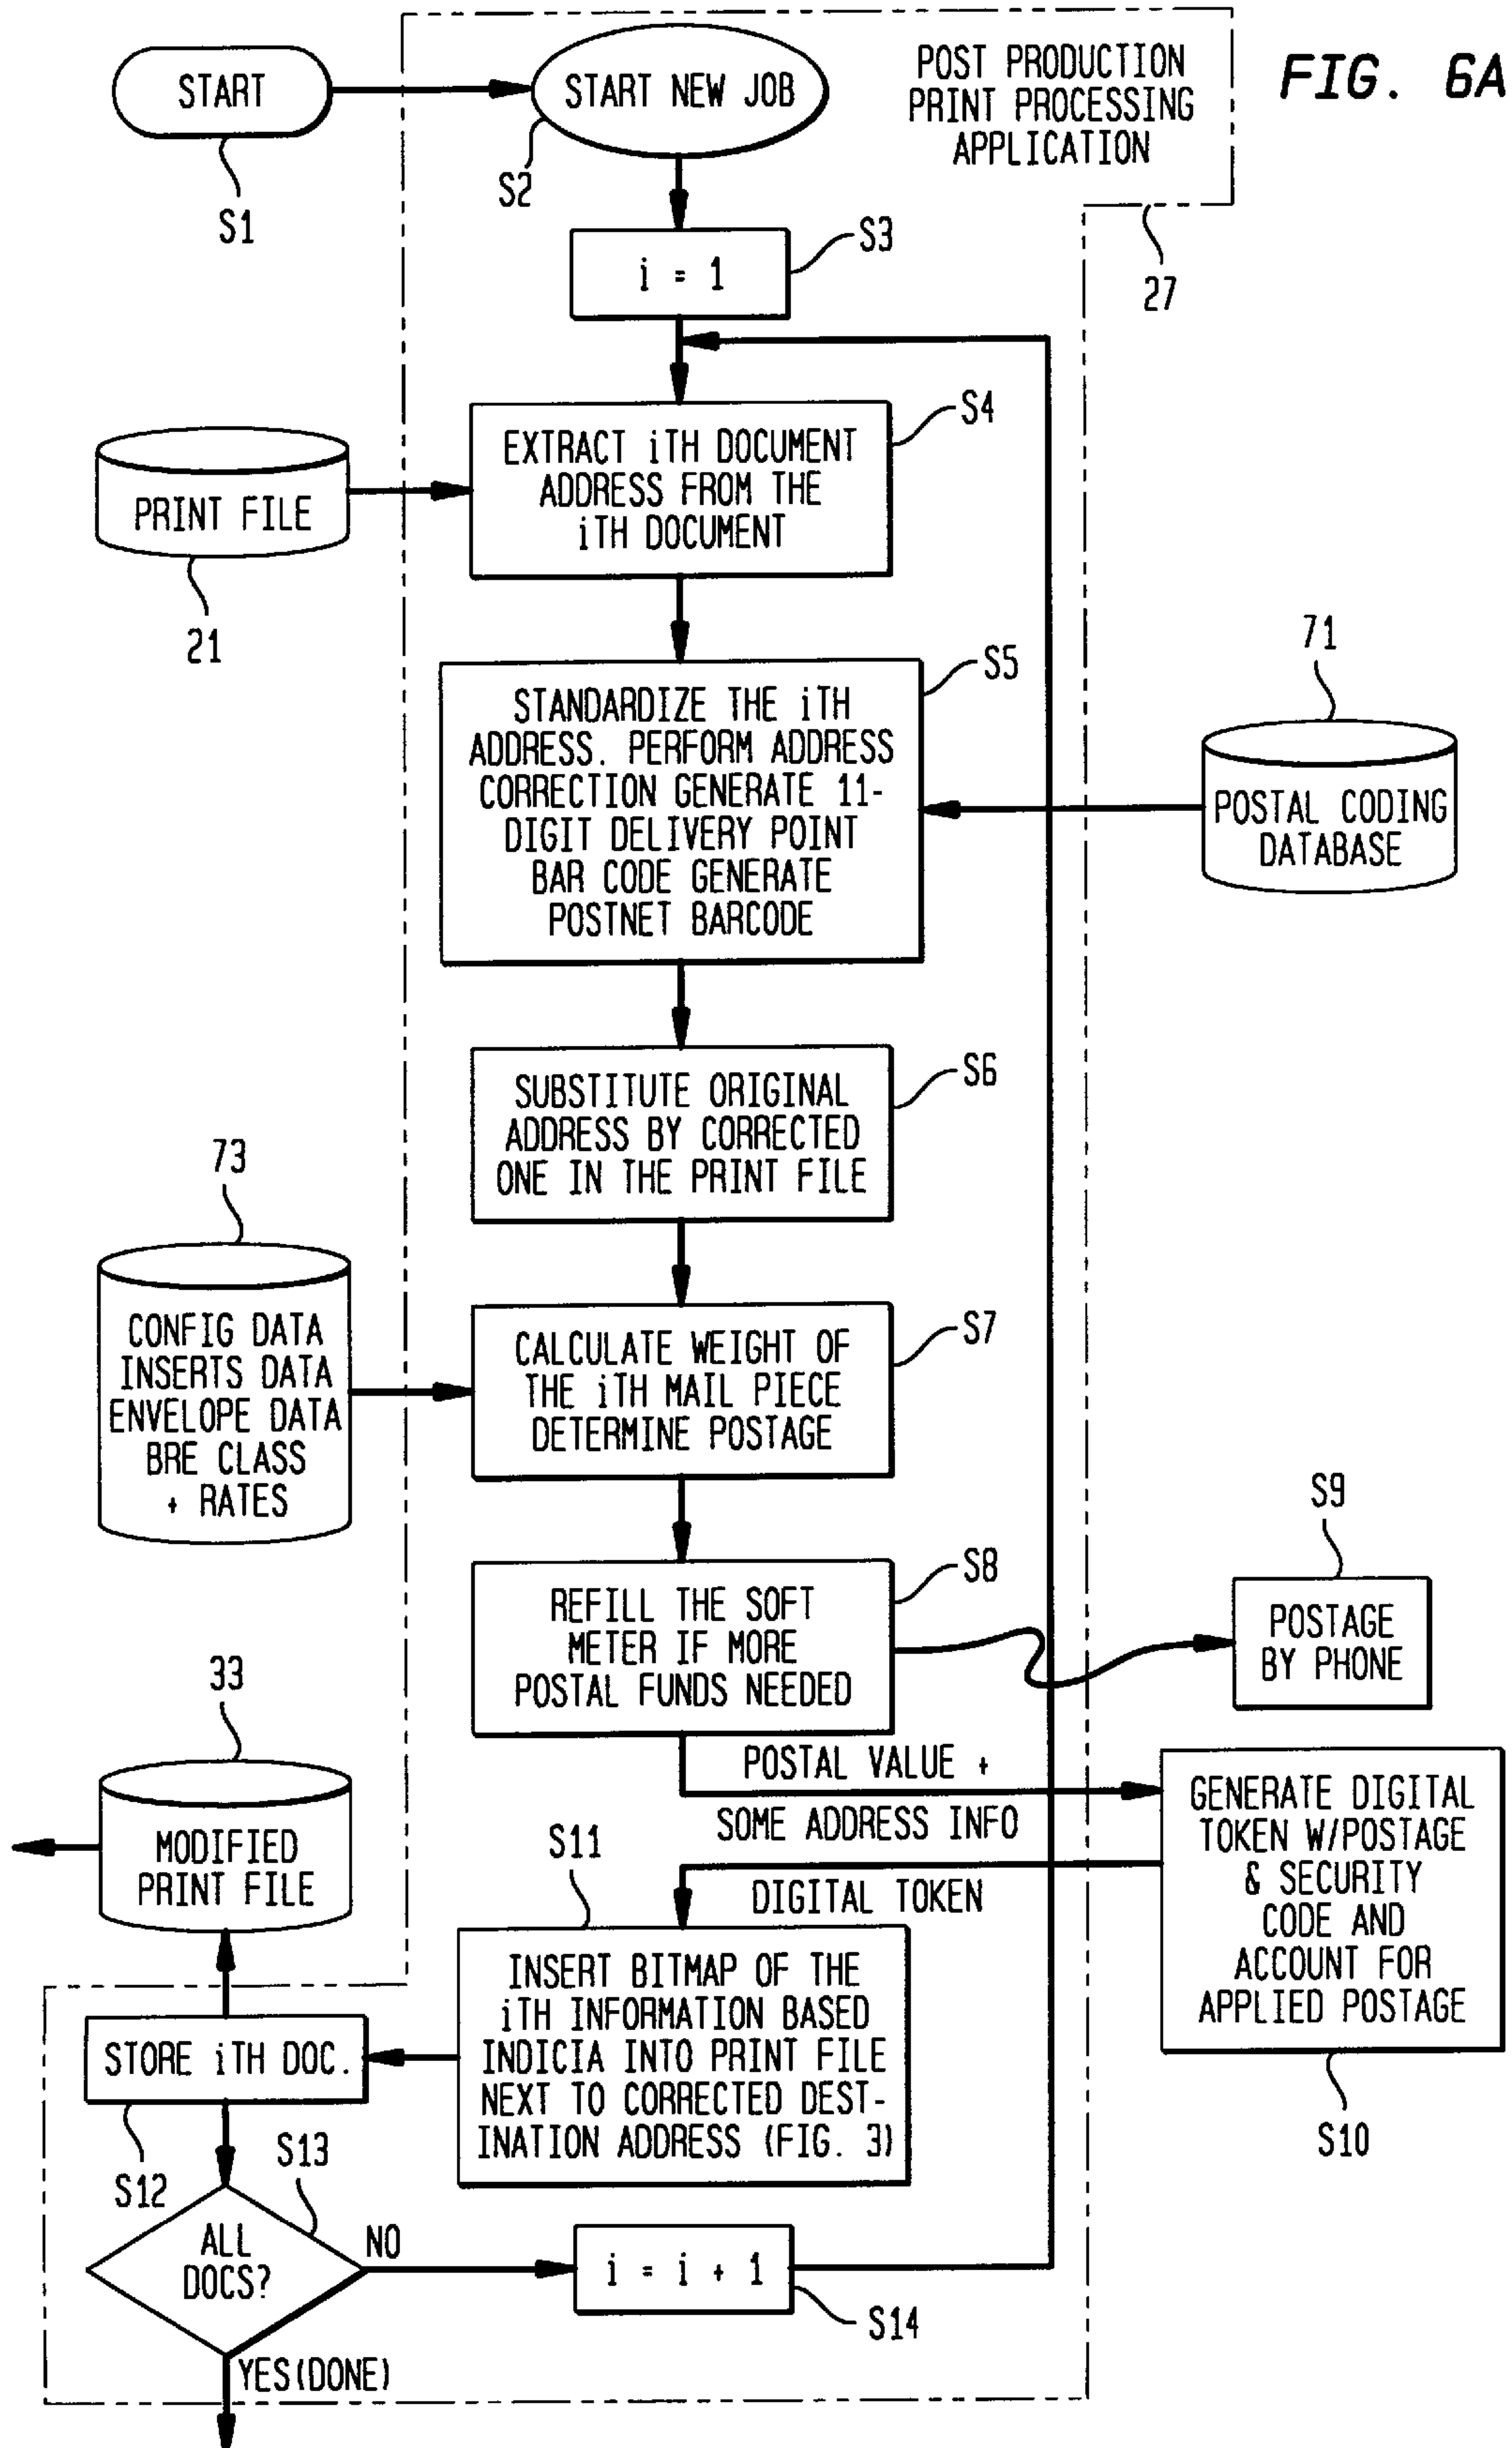 FIG. 6A
START
S1
START NEW JOB
S2
POST PRODUCTION
PRINT PROCESSING
APPLICATION
27
i = 1
S3
EXTRACT iTH DOCUMENT
ADDRESS FROM THE
iTH DOCUMENT
S4
PRINT FILE
21
STANDARDIZE THE iTH
ADDRESS. PERFORM ADDRESS
CORRECTION GENERATE 11-
DIGIT DELIVERY POINT
BAR CODE GENERATE
POSTNET BARCODE
S5
71
POSTAL CODING
DATABASE
SUBSTITUTE ORIGINAL
ADDRESS BY CORRECTED
ONE IN THE PRINT FILE
S6
73
CONFIG DATA
INSERTS DATA
ENVELOPE DATA
BRE CLASS
+ RATES
CALCULATE WEIGHT OF
THE iTH MAIL PIECE
DETERMINE POSTAGE
S7
REFILL THE SOFT
METER IF MORE
POSTAL FUNDS NEEDED
S8
S9
POSTAGE
BY PHONE
POSTAL VALUE +
SOME ADDRESS INFO
GENERATE DIGITAL
TOKEN W/POSTAGE
& SECURITY
CODE AND
ACCOUNT FOR
APPLIED POSTAGE
S10
DIGITAL TOKEN
33
MODIFIED
PRINT FILE
S11
INSERT BITMAP OF THE
iTH INFORMATION BASED
INDICIA INTO PRINT FILE
NEXT TO CORRECTED DEST-
INATION ADDRESS (FIG. 3)
STORE iTH DOC.
S12
S13
ALL
DOCS?
NO
i = i + 1
S14
YES(DONE)